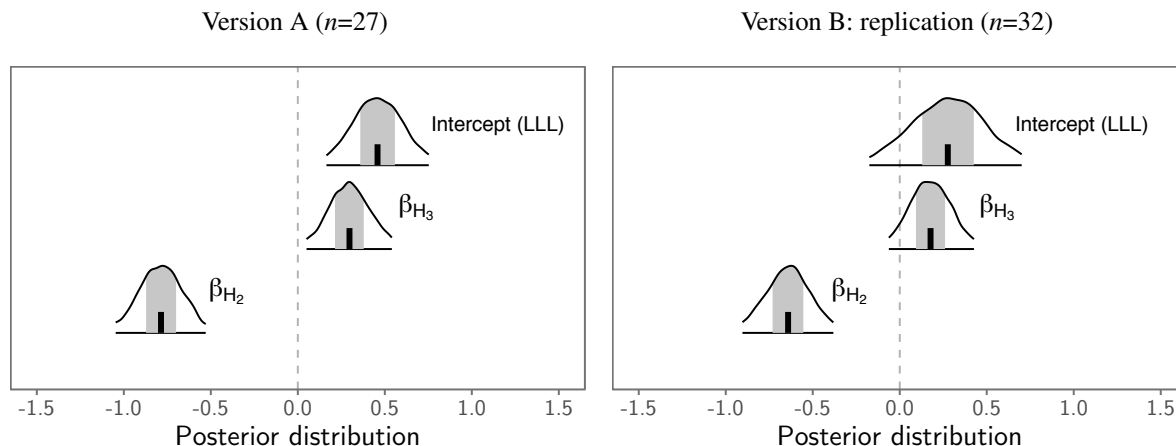 Version A (n=27)
Intercept (LLL)
βH₃
βH₂
-1.5 -1.0 -0.5 0.0 0.5 1.0 1.5
Posterior distribution
Version B: replication (n=32)
Intercept (LLL)
βH₃
βH₂
-1.5 -1.0 -0.5 0.0 0.5 1.0 1.5
Posterior distribution